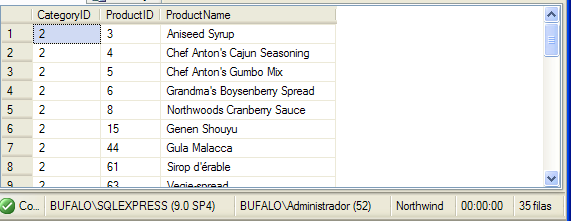 CategoryID ProductID ProductName
1 2 3 Aniseed Syrup
2 2 4 Chef Anton's Cajun Seasoning
3 2 5 Chef Anton's Gumbo Mix
4 2 6 Grandma's Boysenberry Spread
5 2 8 Northwoods Cranberry Sauce
6 2 15 Genen Shouyu
7 2 44 Gula Malacca
8 2 61 Sirop d'érable
9 2 63 Vegie-spread
Co... BUFALO\SQLEXPRESS (9.0 SP4) BUFALO\Administrador (52) Northwind 00:00:00 35 filas